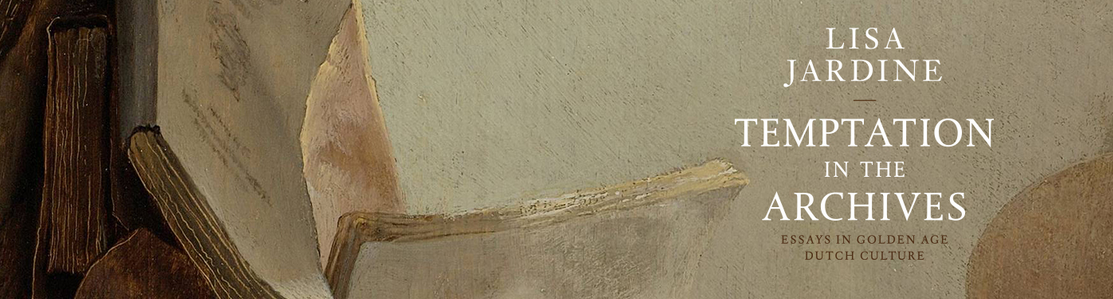 LISA
JARDINE
TEMPTATION
IN THE
ARCHIVES
ESSAYS IN GOLDEN AGE
DUTCH CULTURE